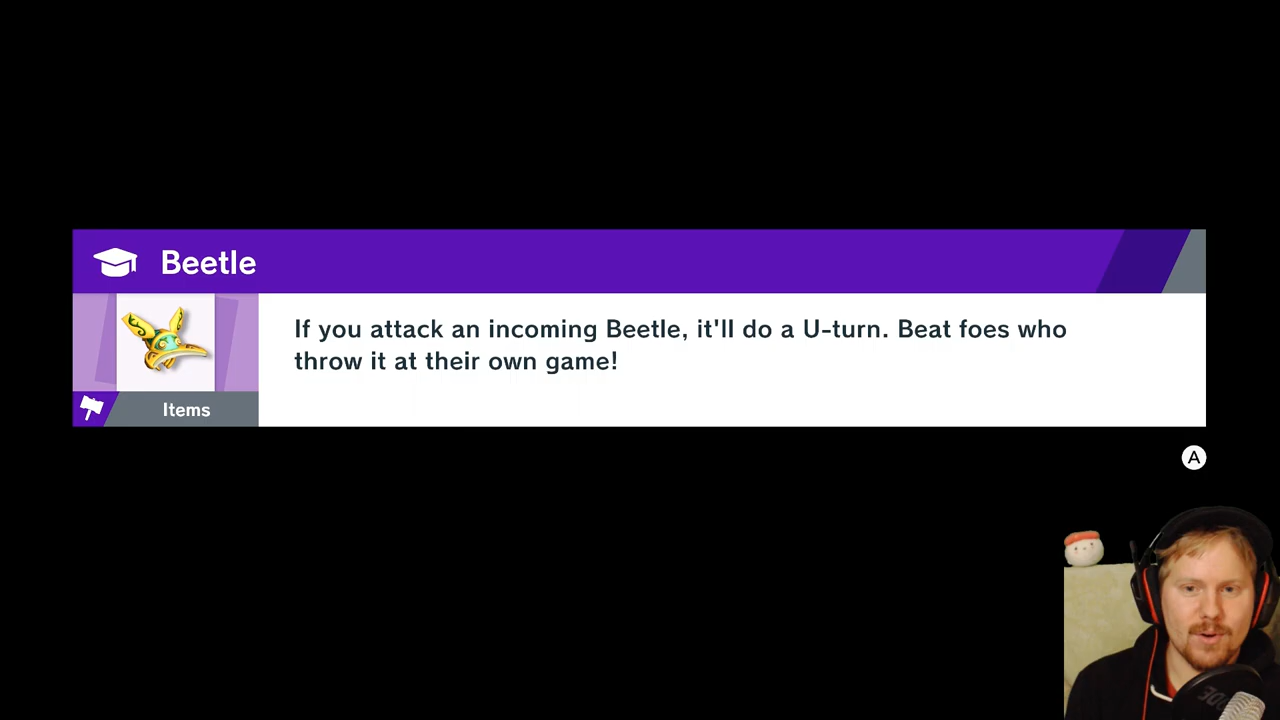 Beetle
If you attack an incoming Beetle, it'll do a U-turn. Beat foes who
throw it at their own game!
Items
A